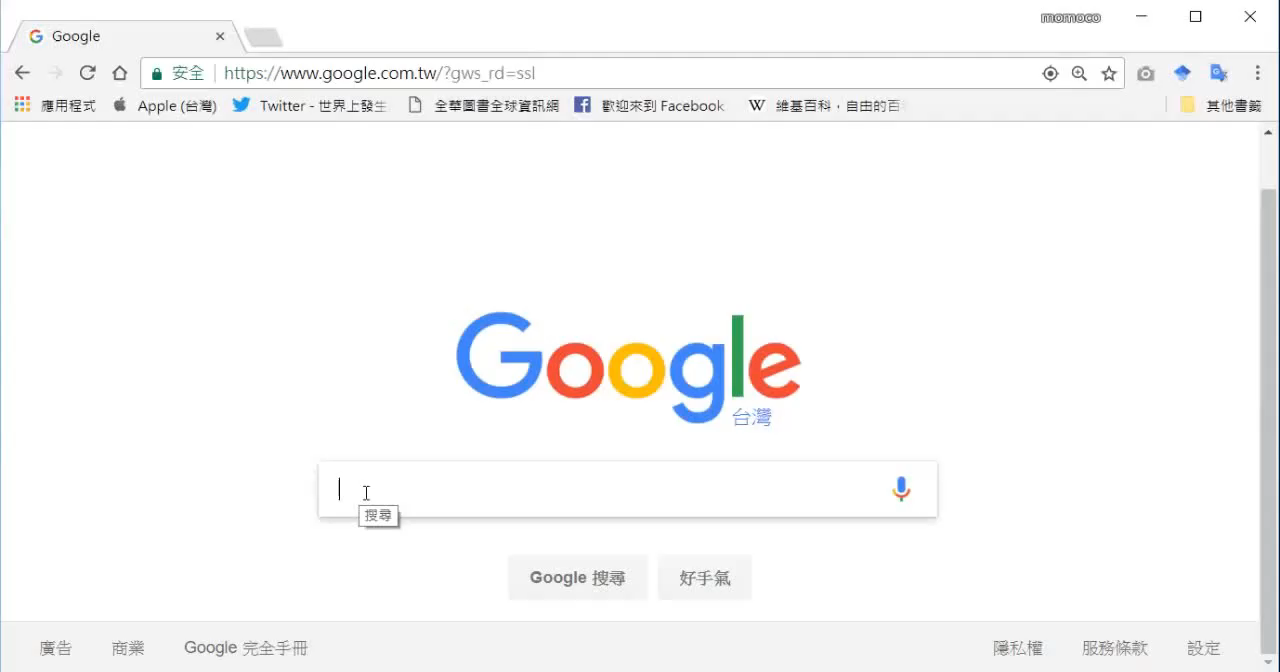 momoco
Google
安全 https://www.google.com.tw/?gws_rd=ssl
應用程式 Apple (台灣) Twitter - 世界上發生 全華圖書全球資訊網 歡迎來到 Facebook W 維基百科，自由的百 其他書籤
Google
台灣
搜尋
Google 搜尋 好手氣
廣告 商業 Google 完全手冊 隱私權 服務條款 設定